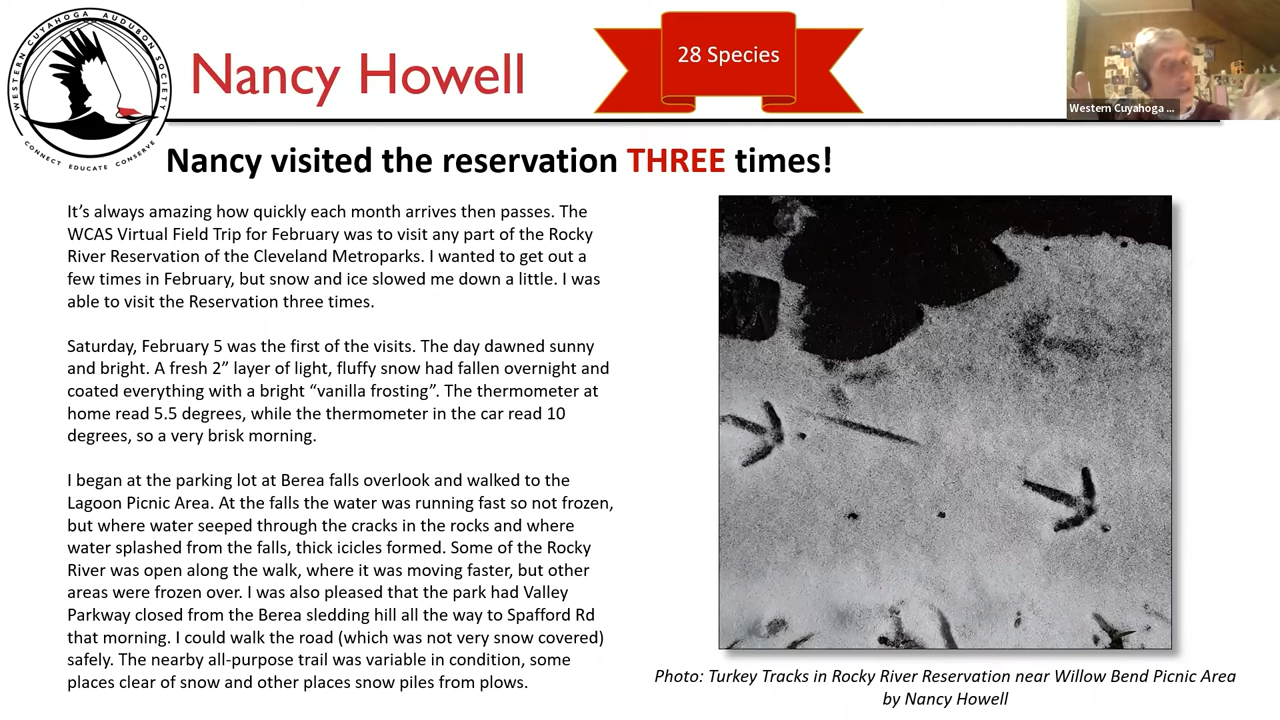 WESTERN CUYAHOGA AUDUBON SOCIETY
CONNECT EDUCATE CONSERVE
Nancy Howell
28 Species
Western Cuyahoga ...
Nancy visited the reservation THREE times!
It’s always amazing how quickly each month arrives then passes. The
WCAS Virtual Field Trip for February was to visit any part of the Rocky
River Reservation of the Cleveland Metroparks. I wanted to get out a
few times in February, but snow and ice slowed me down a little. I was
able to visit the Reservation three times.
Saturday, February 5 was the first of the visits. The day dawned sunny
and bright. A fresh 2” layer of light, fluffy snow had fallen overnight and
coated everything with a bright “vanilla frosting”. The thermometer at
home read 5.5 degrees, while the thermometer in the car read 10
degrees, so a very brisk morning.
I began at the parking lot at Berea falls overlook and walked to the
Lagoon Picnic Area. At the falls the water was running fast so not frozen,
but where water seeped through the cracks in the rocks and where
water splashed from the falls, thick icicles formed. Some of the Rocky
River was open along the walk, where it was moving faster, but other
areas were frozen over. I was also pleased that the park had Valley
Parkway closed from the Berea sledding hill all the way to Spafford Rd
that morning. I could walk the road (which was not very snow covered)
safely. The nearby all-purpose trail was variable in condition, some
places clear of snow and other places snow piles from plows.
Photo: Turkey Tracks in Rocky River Reservation near Willow Bend Picnic Area
by Nancy Howell